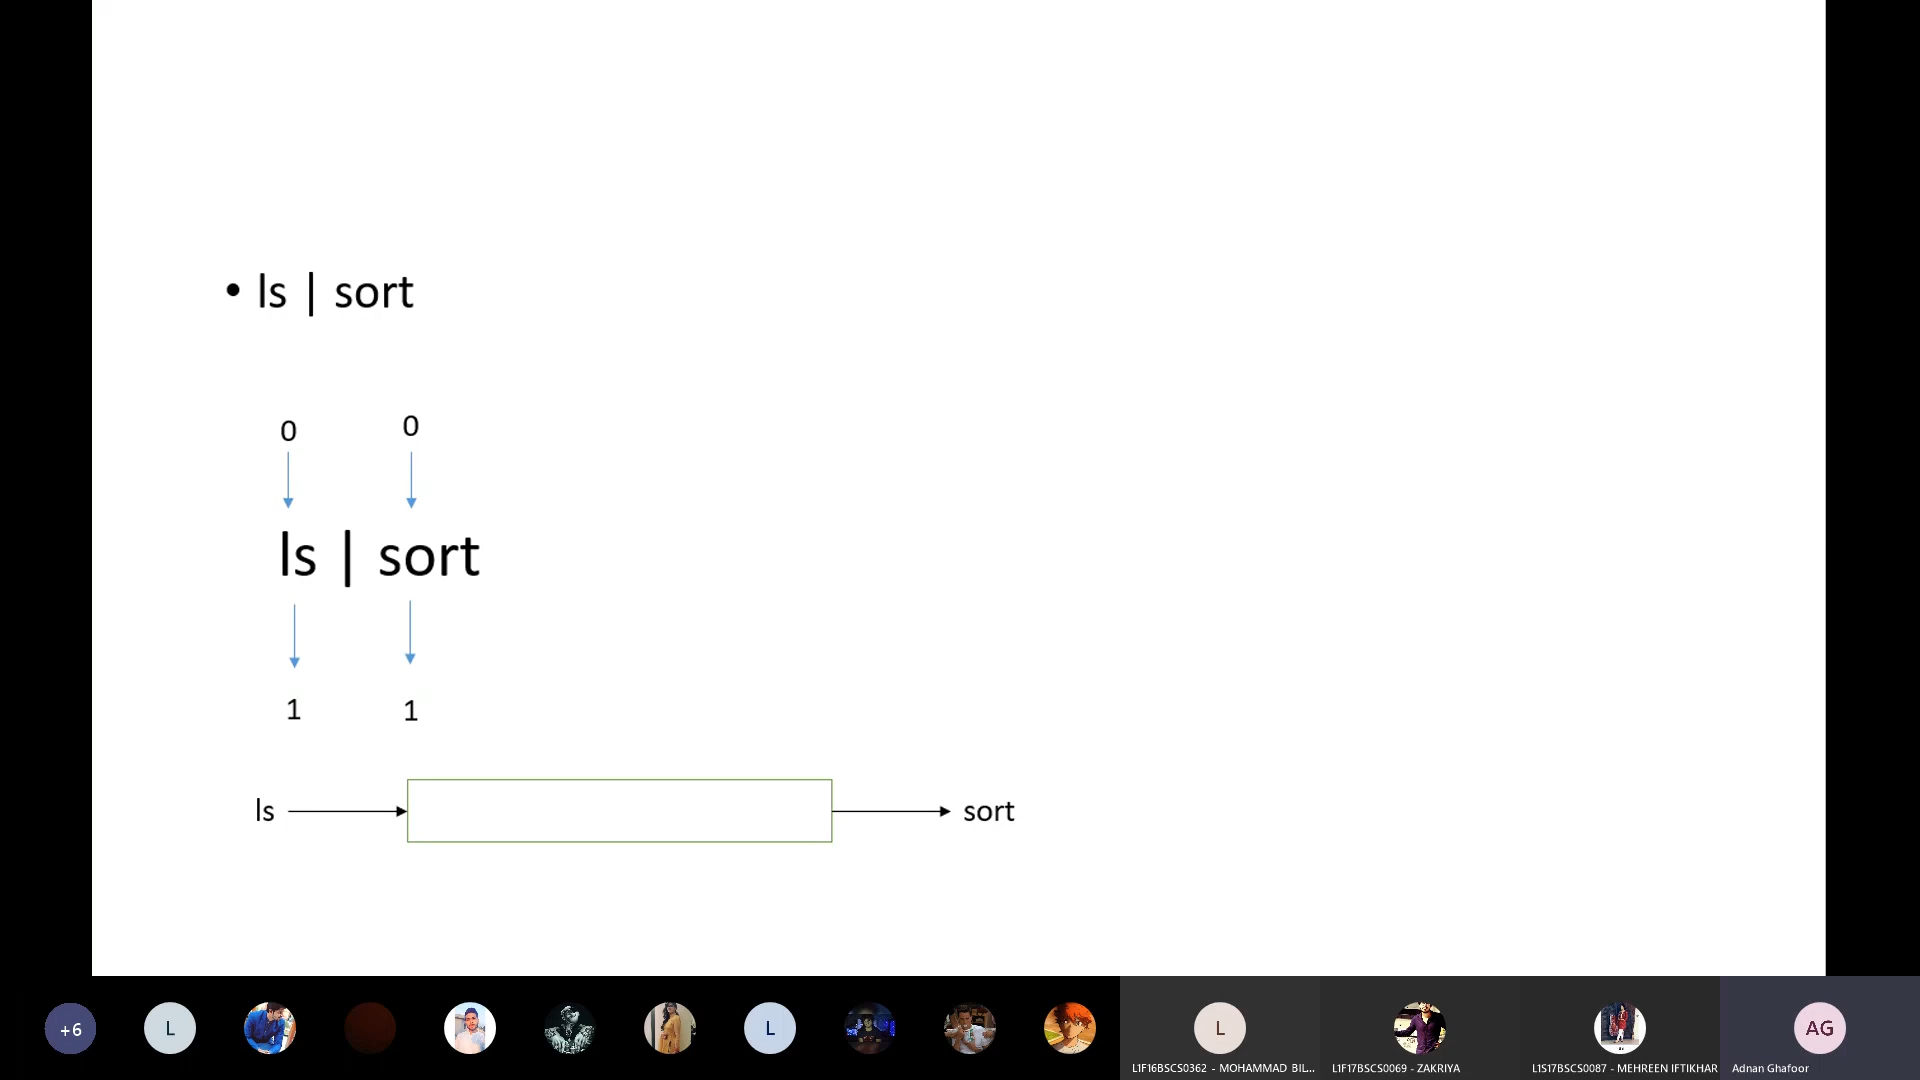 • ls | sort
0 0
ls | sort
1 1
ls sort
+6 L L L AG
L1F16BSCS0362 - MOHAMMAD BIL... L1F17BSCS0069 - ZAKRIYA L1S17BSCS0087 - MEHREEN IFTIKHAR Adnan Ghafoor